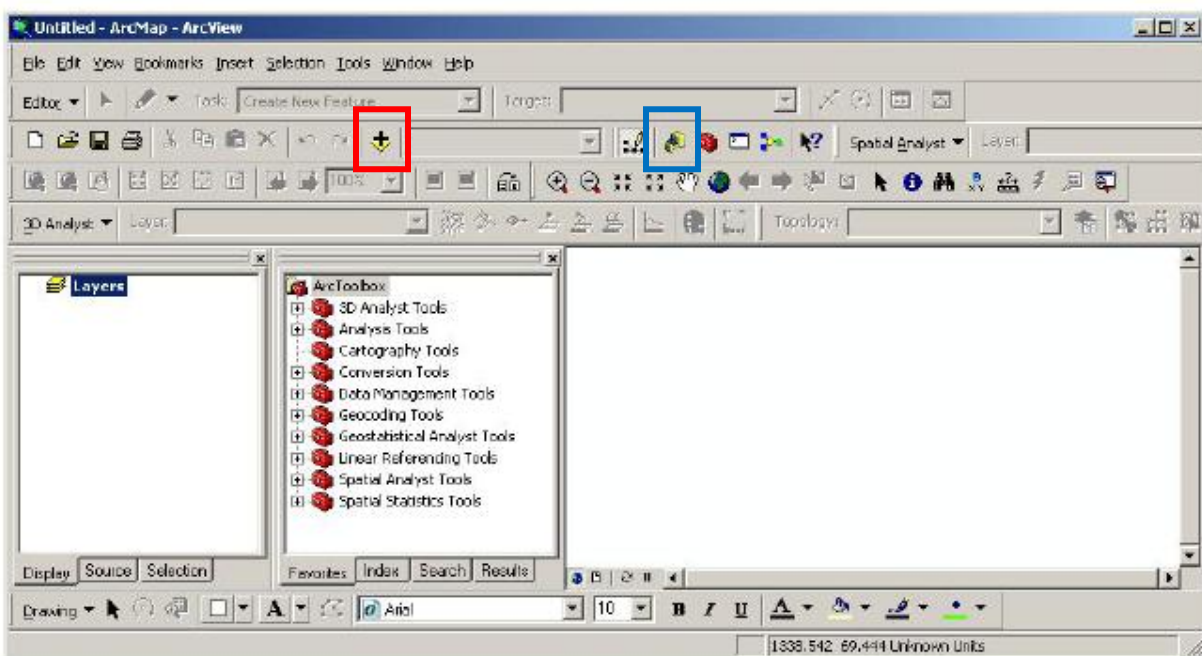 Untitled - ArcMap - ArcView
File Edit View Bookmarks Insert Selection Tools Window Help
Editor Task: Create New Feature Target:
Spatial Analyst Layer:
100%
3D Analyst Layer: Topology:
Layers
ArcToolbox
3D Analyst Tools
Analysis Tools
Cartography Tools
Conversion Tools
Data Management Tools
Geocoding Tools
Geostatistical Analyst Tools
Linear Referencing Tools
Spatial Analyst Tools
Spatial Statistics Tools
Display Source Selection
Favorites Index Search Results
Drawing A Arial 10 B I U A
1338.542 69.444 Unknown Units